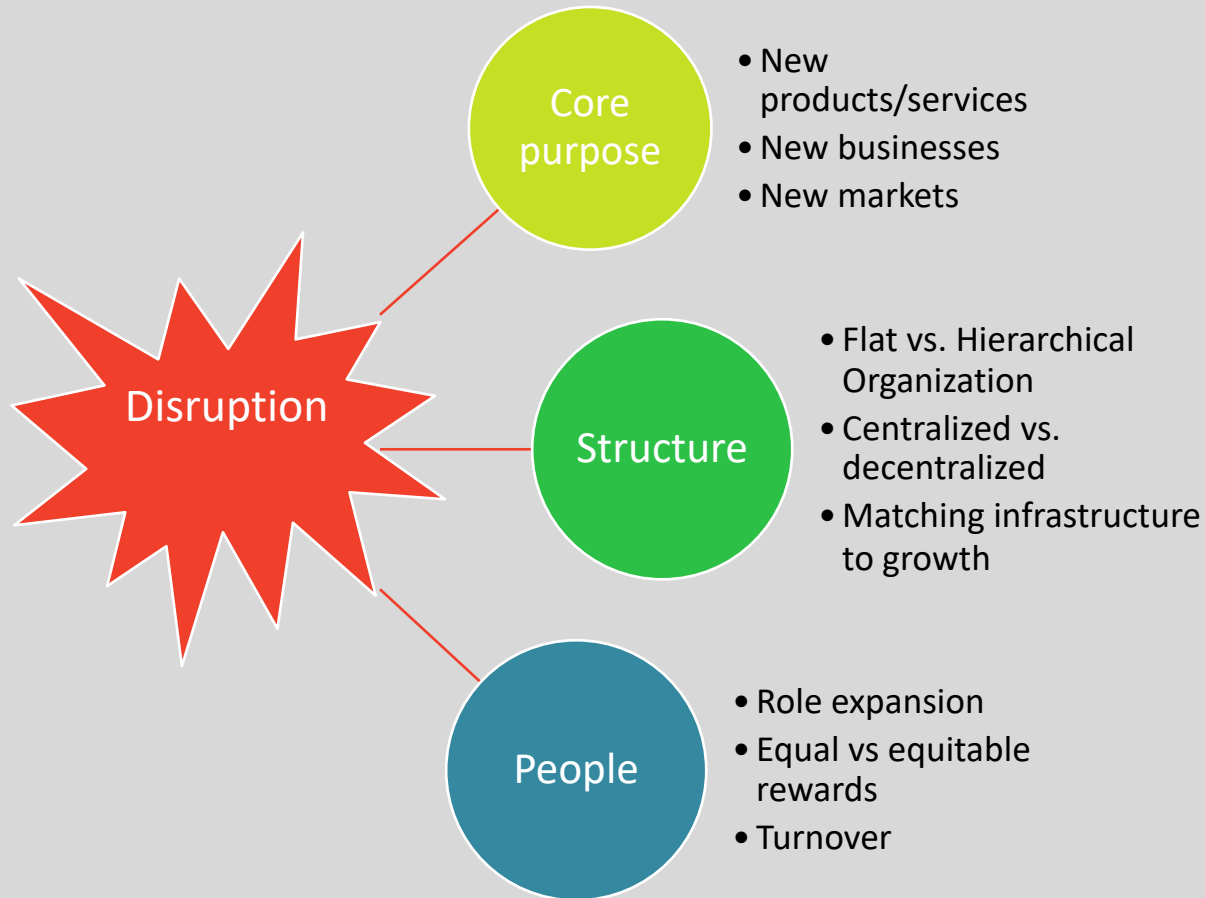 Disruption
Core
purpose
• New
products/services
• New businesses
• New markets
Structure
• Flat vs. Hierarchical
Organization
• Centralized vs.
decentralized
• Matching infrastructure
to growth
People
• Role expansion
• Equal vs equitable
rewards
• Turnover